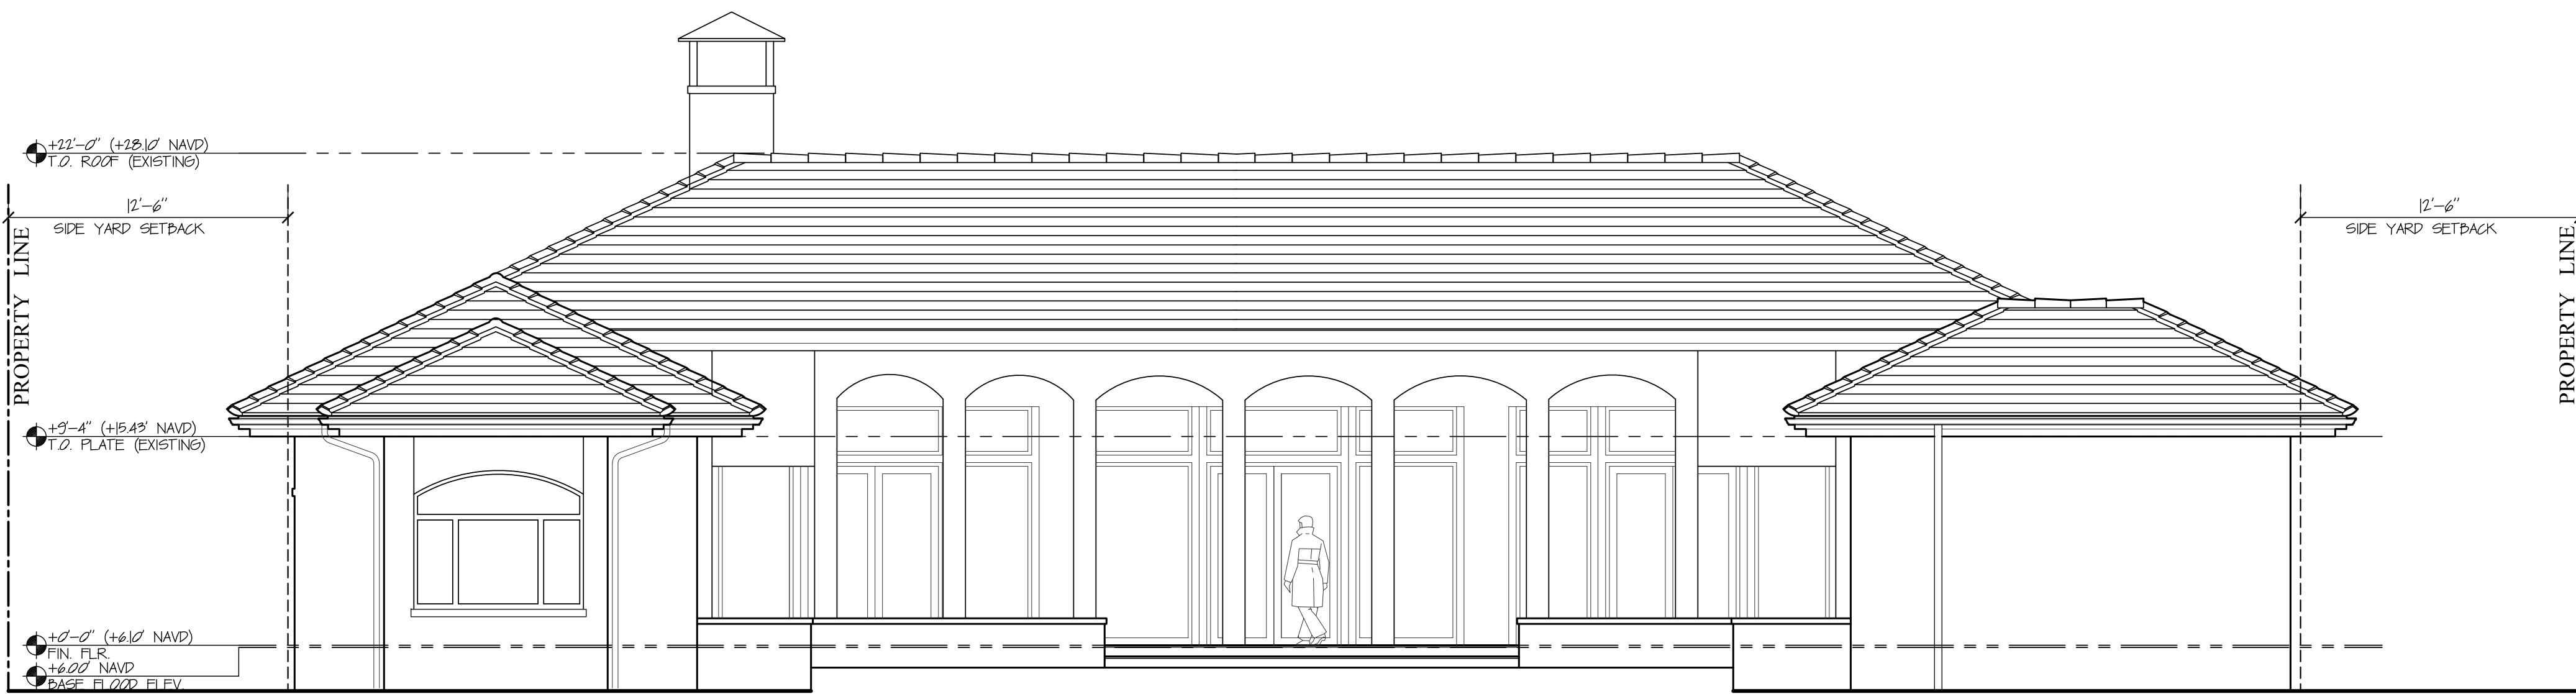 +22'-0" (+28.10' NAVD)
T.O. ROOF (EXISTING)
12'-6"
SIDE YARD SETBACK
12'-6"
SIDE YARD SETBACK
PROPERTY LINE
PROPERTY LINE
+9'-4" (+15.43' NAVD)
T.O. PLATE (EXISTING)
+0'-0" (+6.10' NAVD)
FIN. FLR.
+6.00' NAVD
BASE FLOOD ELEV.